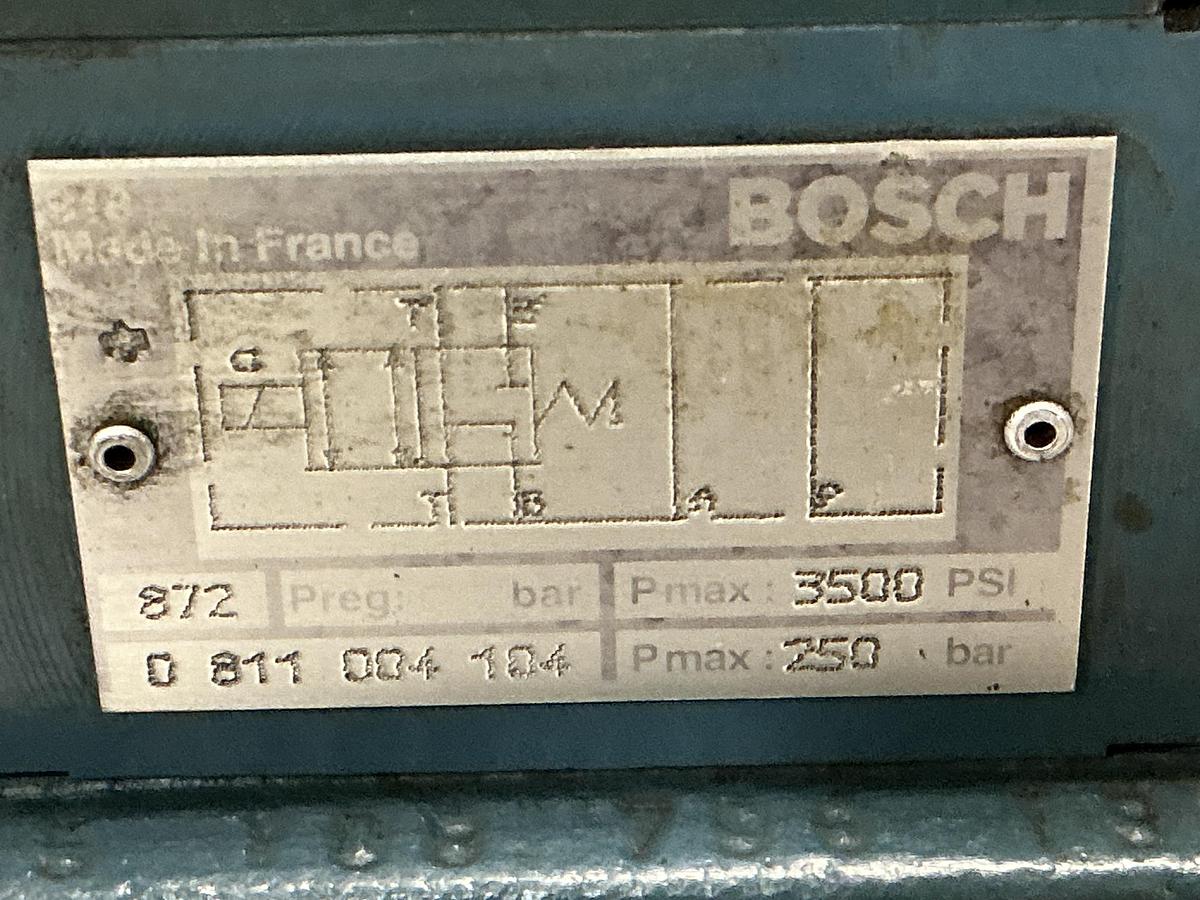 BOSCH
Made in France
G
T B'
T B A P
872 Preg: bar Pmax: 3500 PSI
0 811 004 104 Pmax: 250 bar